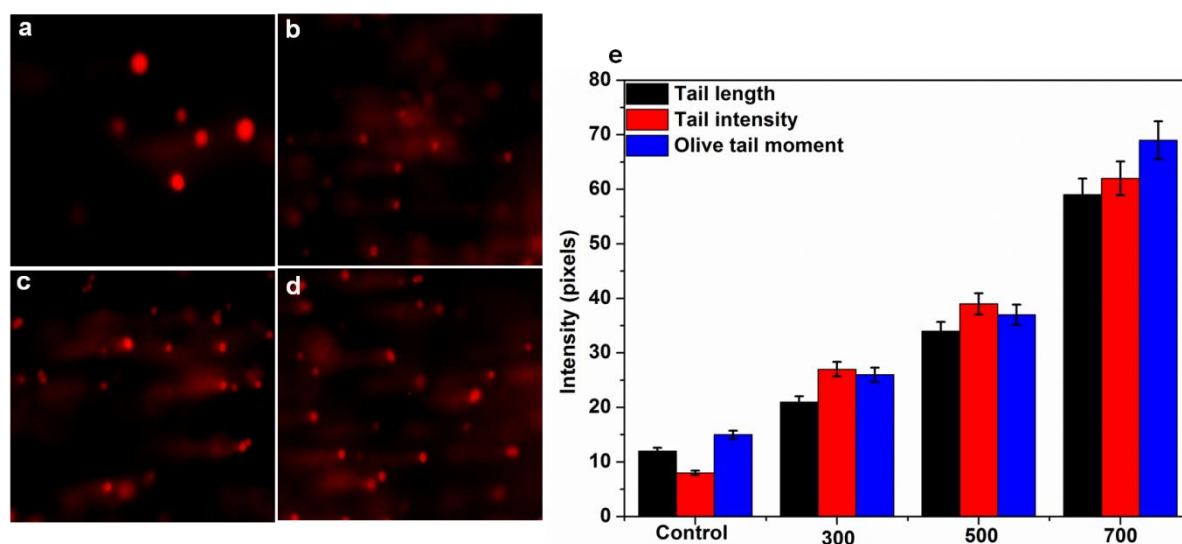 a
b
c
d
e
Tail length
Tail intensity
Olive tail moment
Intensity (pixels)
80
70
60
50
40
30
20
10
0
Control 300 500 700